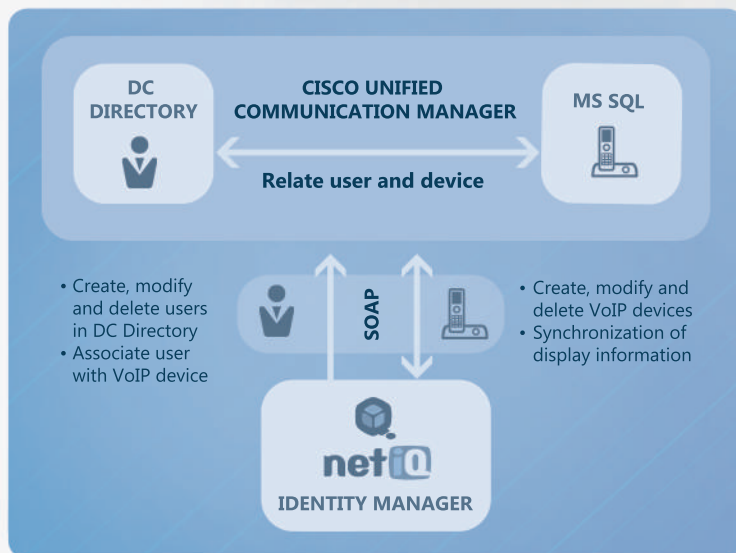 DC
DIRECTORY
CISCO UNIFIED
COMMUNICATION MANAGER
MS SQL
Relate user and device
• Create, modify
and delete users
in DC Directory
• Associate user
with VoIP device
SOAP
• Create, modify and
delete VoIP devices
• Synchronization of
display information
netiQ
IDENTITY MANAGER